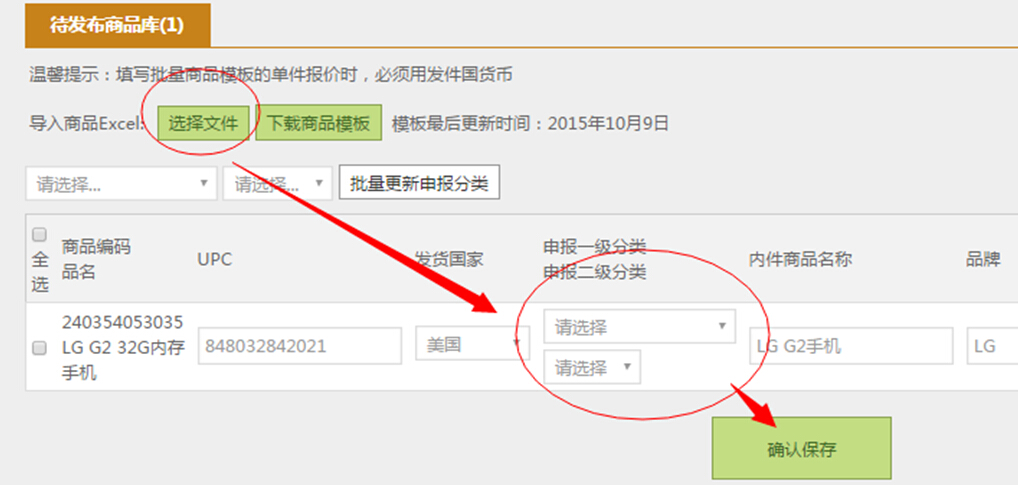 待发布商品库(1)
温馨提示：填写批量商品模板的单件报价时，必须用发件国货币
导入商品Excel: 选择文件 下载商品模板 模板最后更新时间：2015年10月9日
请选择... 请选择... 批量更新申报分类
全选
商品编码
品名
UPC
发货国家
申报一级分类
申报二级分类
内件商品名称
品牌
240354053035
LG G2 32G内存
手机
848032842021
美国
请选择
请选择
LG G2手机
LG
确认保存